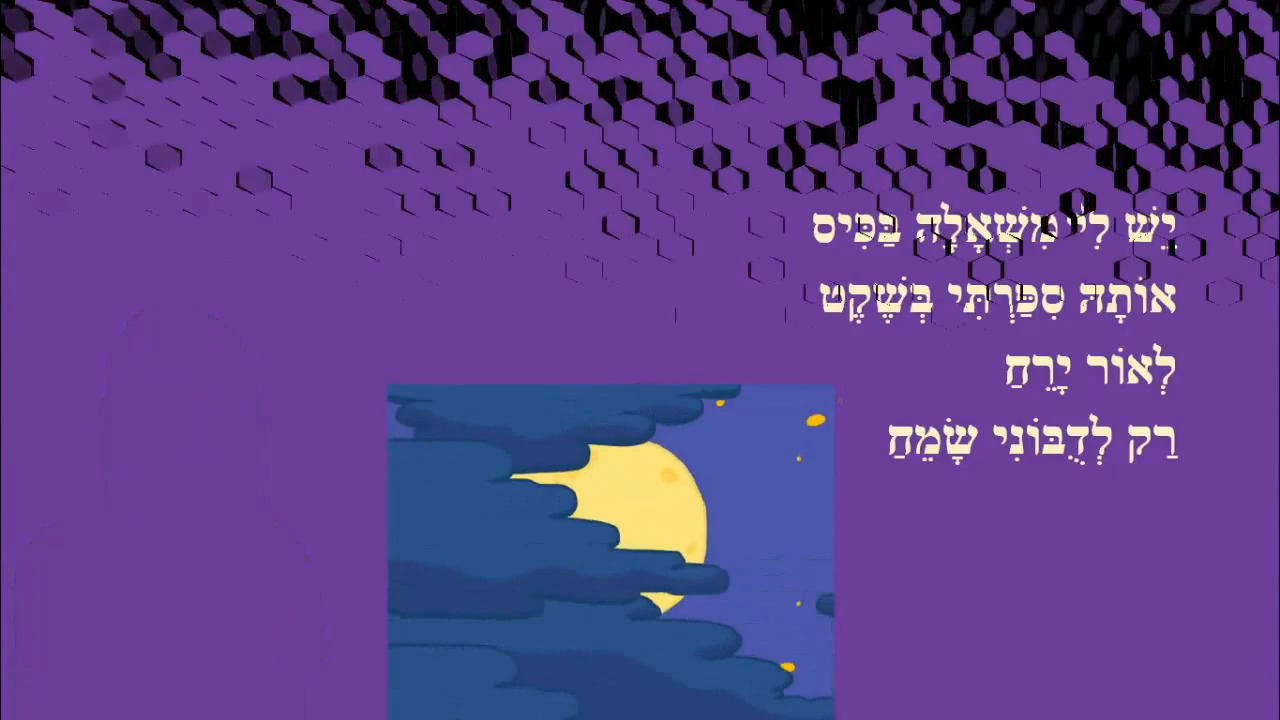 יֵשׁ לִי מִשְׁאָלָה בַּכִּיס
אוֹתָהּ סִפַּרְתִּי בְּשֶׁקֶט
לְאוֹר יָרֵחַ
רַק לְדֻבּוֹנִי שָׂמֵחַ